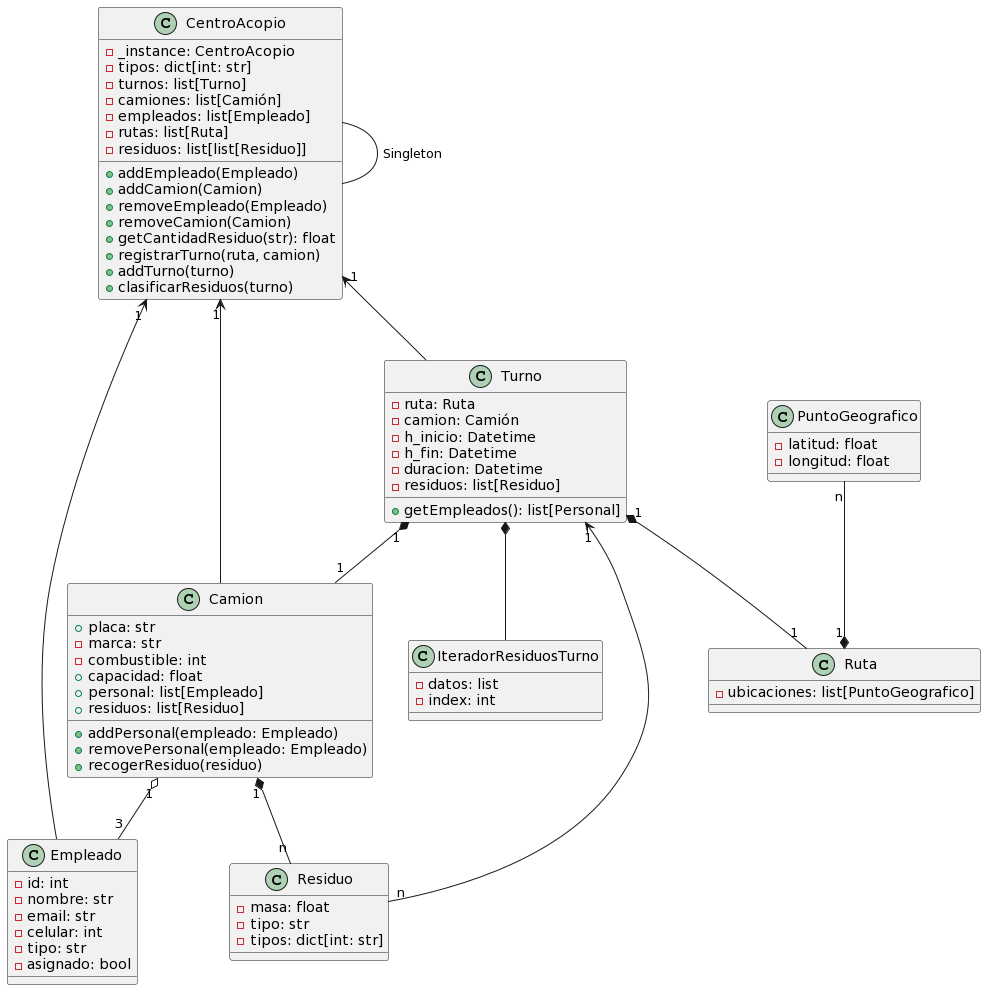 C CentroAcopio
_instance: CentroAcopio
tipos: dict[int: str]
turnos: list[Turno]
camiones: list[Camión]
empleados: list[Empleado]
rutas: list[Ruta]
residuos: list[list[Residuo]]
addEmpleado(Empleado)
addCamion(Camion)
removeEmpleado(Empleado)
removeCamion(Camion)
getCantidadResiduo(str): float
registrarTurno(ruta, camion)
addTurno(turno)
clasificarResiduos(turno)
Singleton
1
1
1
C Turno
ruta: Ruta
camion: Camión
h_inicio: Datetime
h_fin: Datetime
duracion: Datetime
residuos: list[Residuo]
getEmpleados(): list[Personal]
C PuntoGeografico
latitud: float
longitud: float
n
1
1
1
1
1
1
C Camion
placa: str
marca: str
combustible: int
capacidad: float
personal: list[Empleado]
residuos: list[Residuo]
addPersonal(empleado: Empleado)
removePersonal(empleado: Empleado)
recogerResiduo(residuo)
C IteradorResiduosTurno
datos: list
index: int
C Ruta
ubicaciones: list[PuntoGeografico]
1
1
3
n
n
C Empleado
id: int
nombre: str
email: str
celular: int
tipo: str
asignado: bool
C Residuo
masa: float
tipo: str
tipos: dict[int: str]